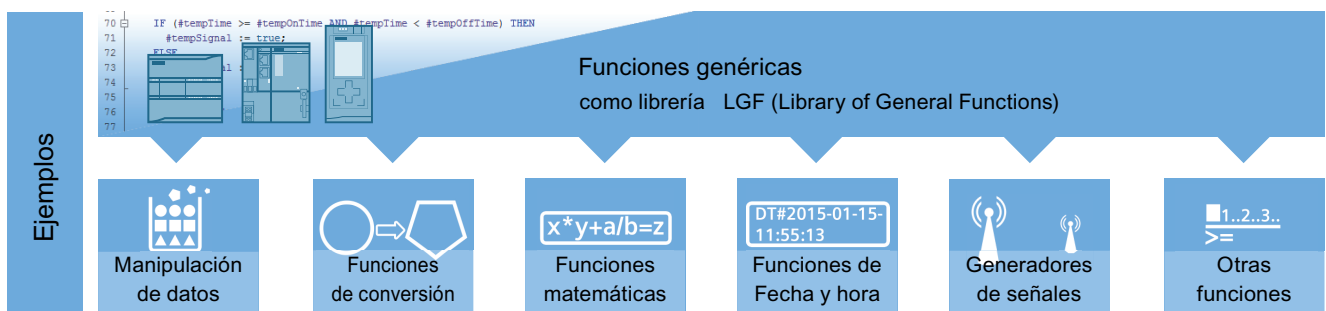 70 IF (#tempTime >= #tempOnTime AND #tempTime < #tempOffTime) THEN
71 #tempSignal := true;
72 ELSE
73
74
75
76
77
Funciones genéricas
como librería LGF (Library of General Functions)
Ejemplos
x*y+a/b=z
DT#2015-01-15-
11:55:13
1..2..3..
>=
Manipulación
de datos
Funciones
de conversión
Funciones
matemáticas
Funciones de
Fecha y hora
Generadores
de señales
Otras
funciones